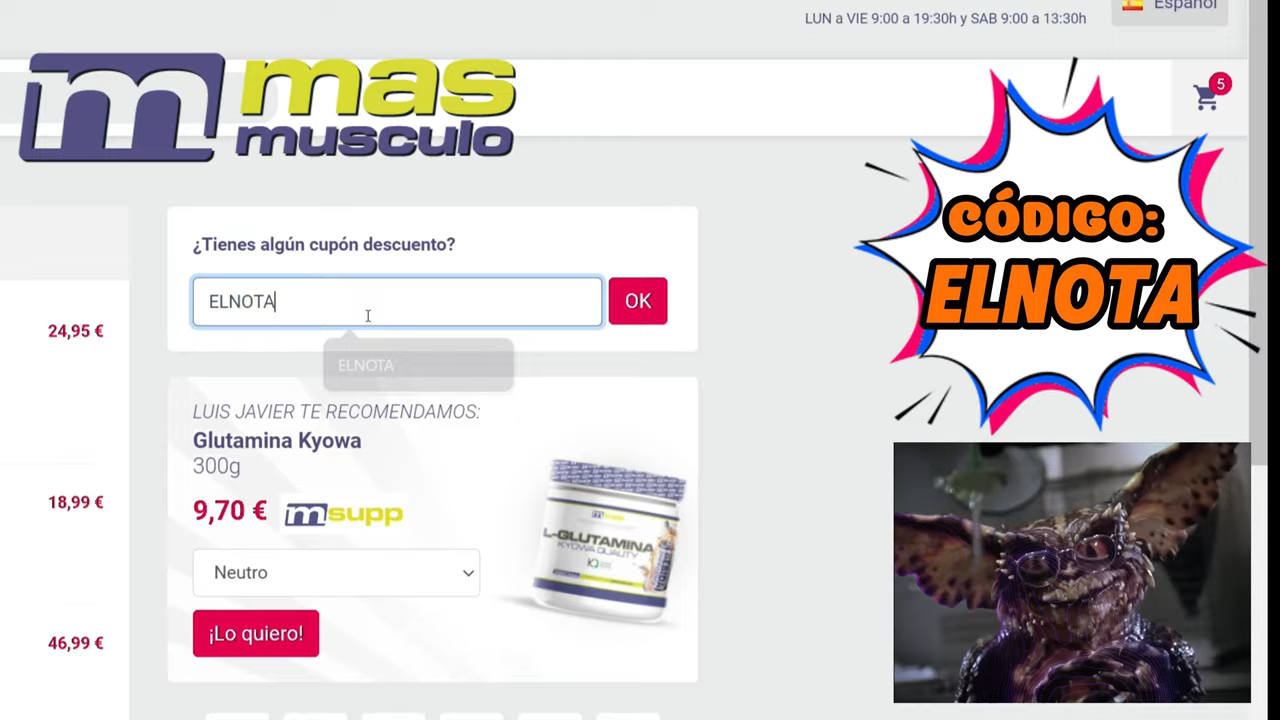 LUN a VIE 9:00 a 19:30h y SAB 9:00 a 13:30h
Español
m mas
musculo
5
¿Tienes algún cupón descuento?
ELNOTA
OK
ELNOTA
CÓDIGO:
ELNOTA
24,95 €
18,99 €
46,99 €
LUIS JAVIER TE RECOMENDAMOS:
Glutamina Kyowa
300g
9,70 €
msupp
Neutro
¡Lo quiero!
L-GLUTAMINA
KYOWA QUALITY